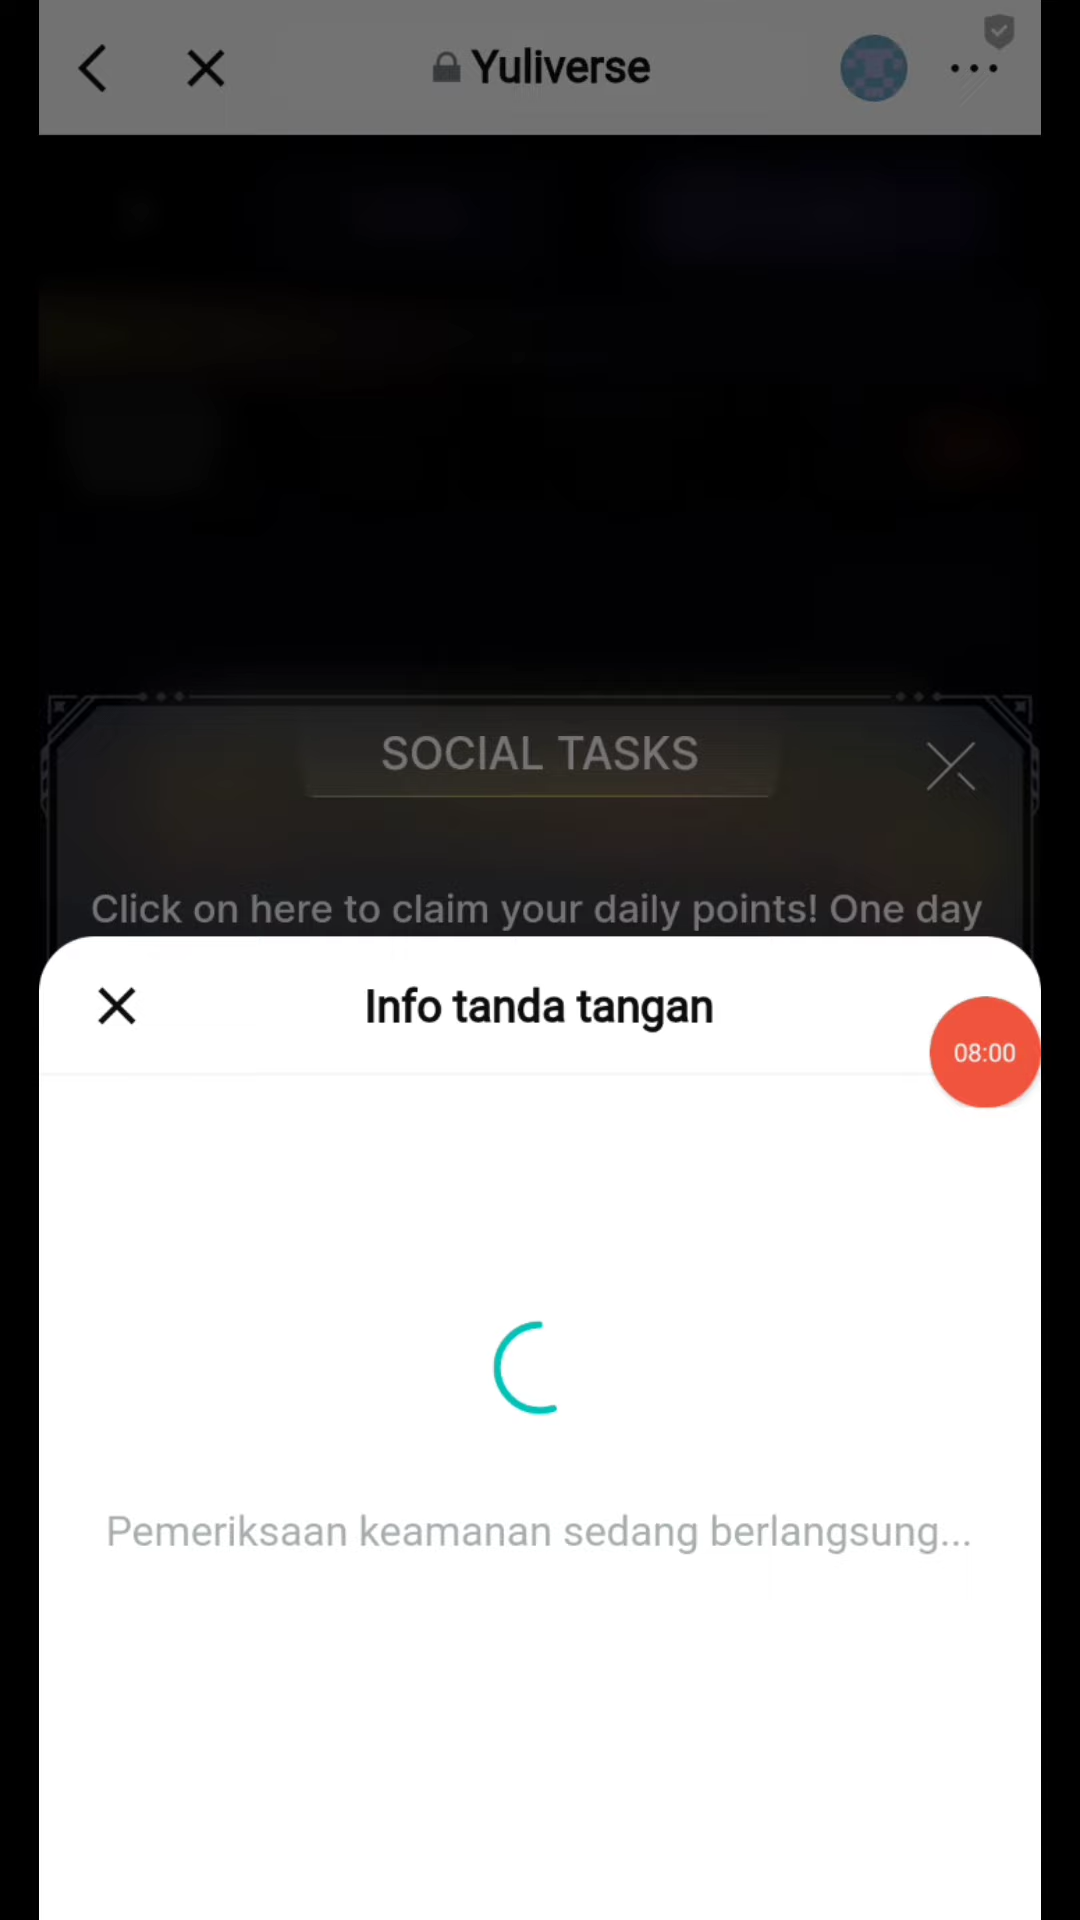 Yuliverse
SOCIAL TASKS
Click on here to claim your daily points! One day
Info tanda tangan
08:00
Pemeriksaan keamanan sedang berlangsung...